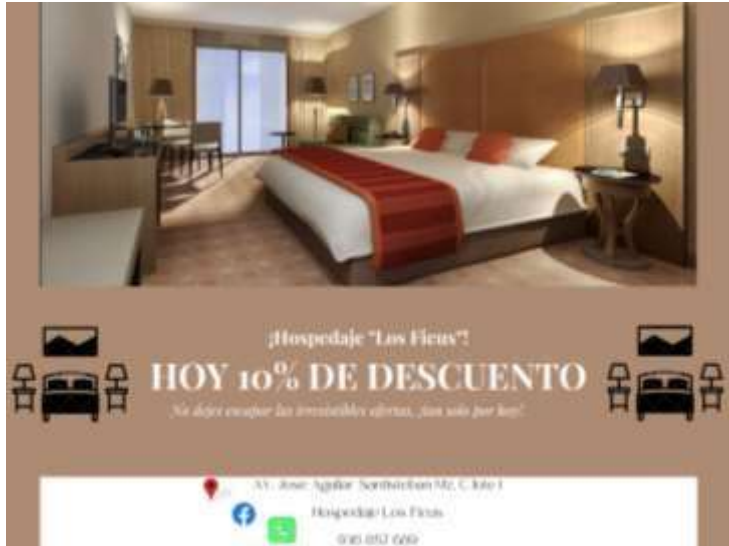 ¡Hospedaje "Los Ficus"!
HOY 10% DE DESCUENTO
No dejes escapar las irresistibles ofertas, ¡tan solo por hoy!
Av. Jose Aguilar Mz. C lote 1
Hospedaje Los Ficus